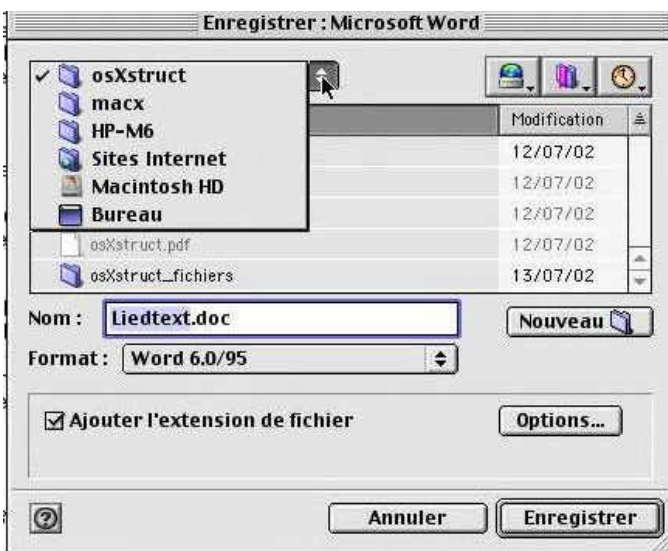 Enregistrer : Microsoft Word
osXstruct
macx
HP-M6
Sites Internet
Macintosh HD
Bureau
Modification
12/07/02
12/07/02
12/07/02
osXstruct.pdf 12/07/02
osXstruct_fichiers 13/07/02
Nom : Liedtext.doc
Nouveau
Format : Word 6.0/95
Ajouter l'extension de fichier
Options...
Annuler
Enregistrer